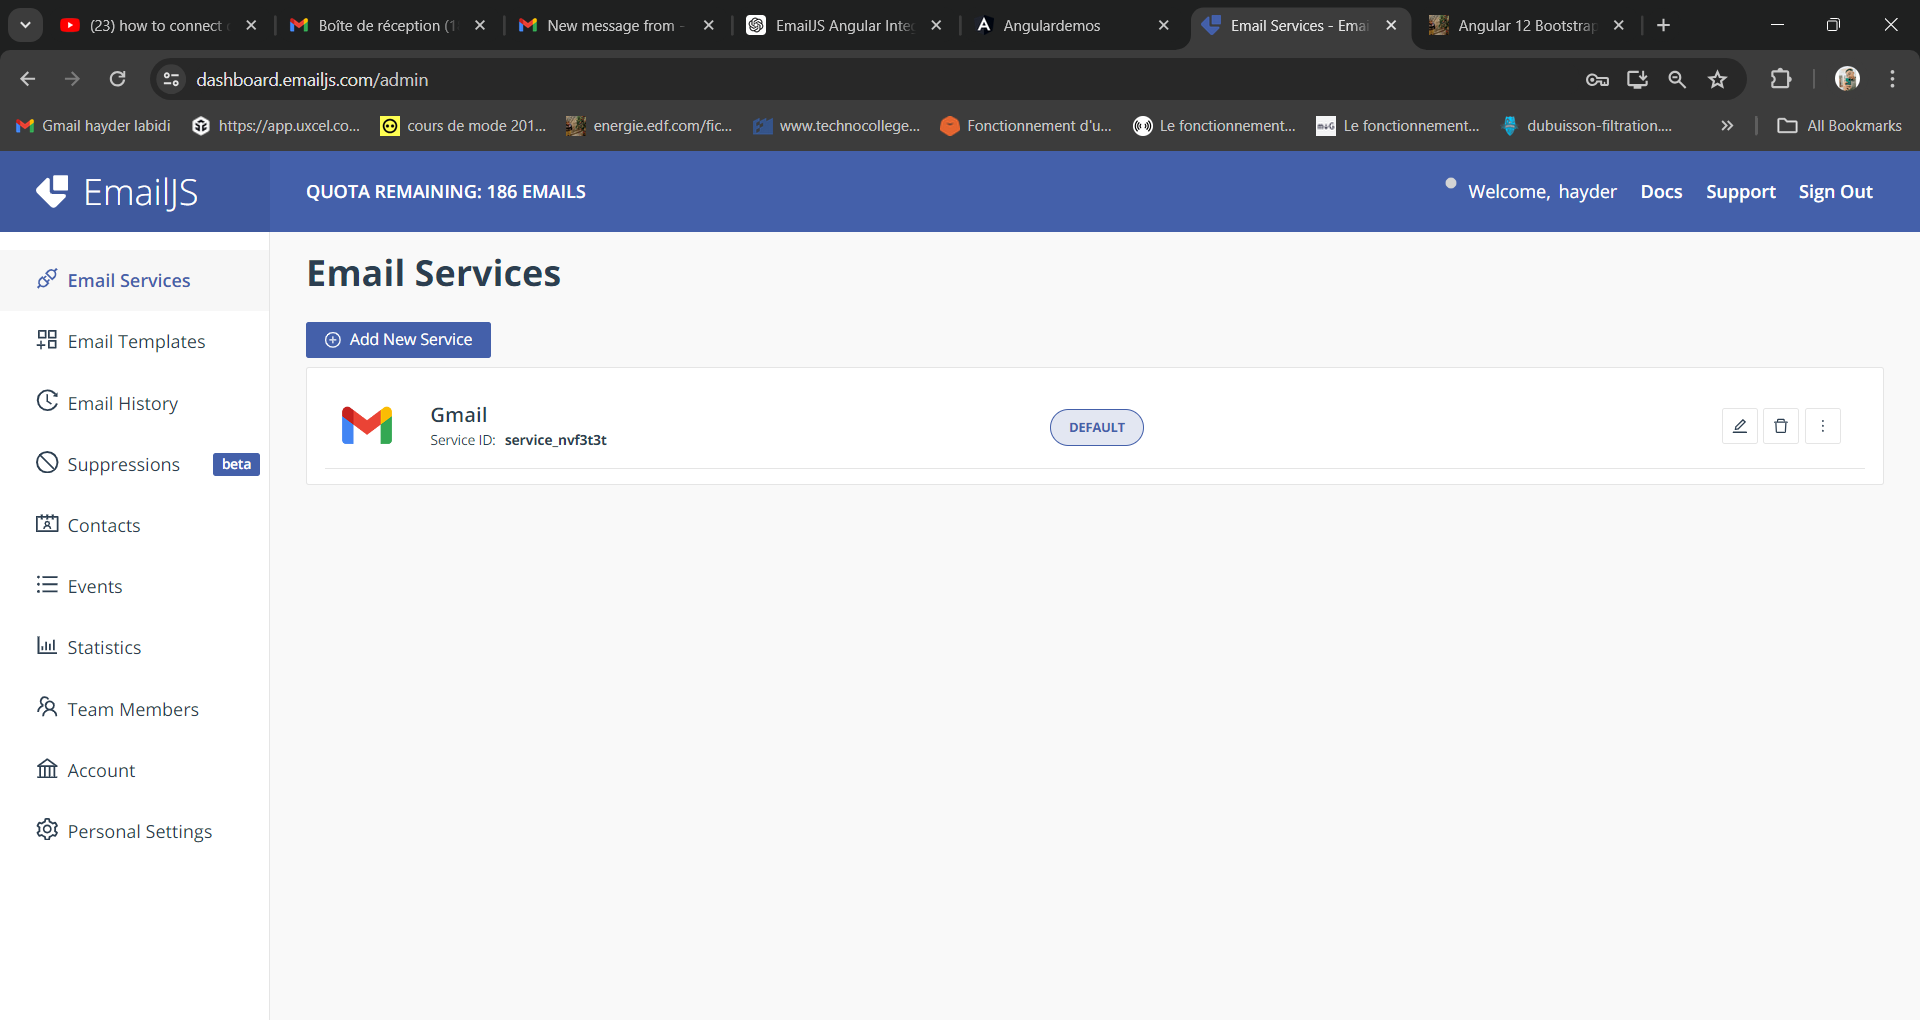 (23) how to connect
Boîte de réception (1
New message from -
EmailJS Angular Inte
Angulardemos
Email Services - Emai
Angular 12 Bootstrap
dashboard.emailjs.com/admin
Gmail hayder labidi
https://app.uxcel.co...
cours de mode 201...
energie.edf.com/fic...
www.technocollege...
Fonctionnement d'u...
Le fonctionnement...
Le fonctionnement...
dubuisson-filtration....
All Bookmarks
EmailJS
QUOTA REMAINING: 186 EMAILS
Welcome, hayder
Docs
Support
Sign Out
Email Services
Email Templates
Email History
Suppressions beta
Contacts
Events
Statistics
Team Members
Account
Personal Settings
Email Services
Add New Service
Gmail
Service ID: service_nvf3t3t
DEFAULT